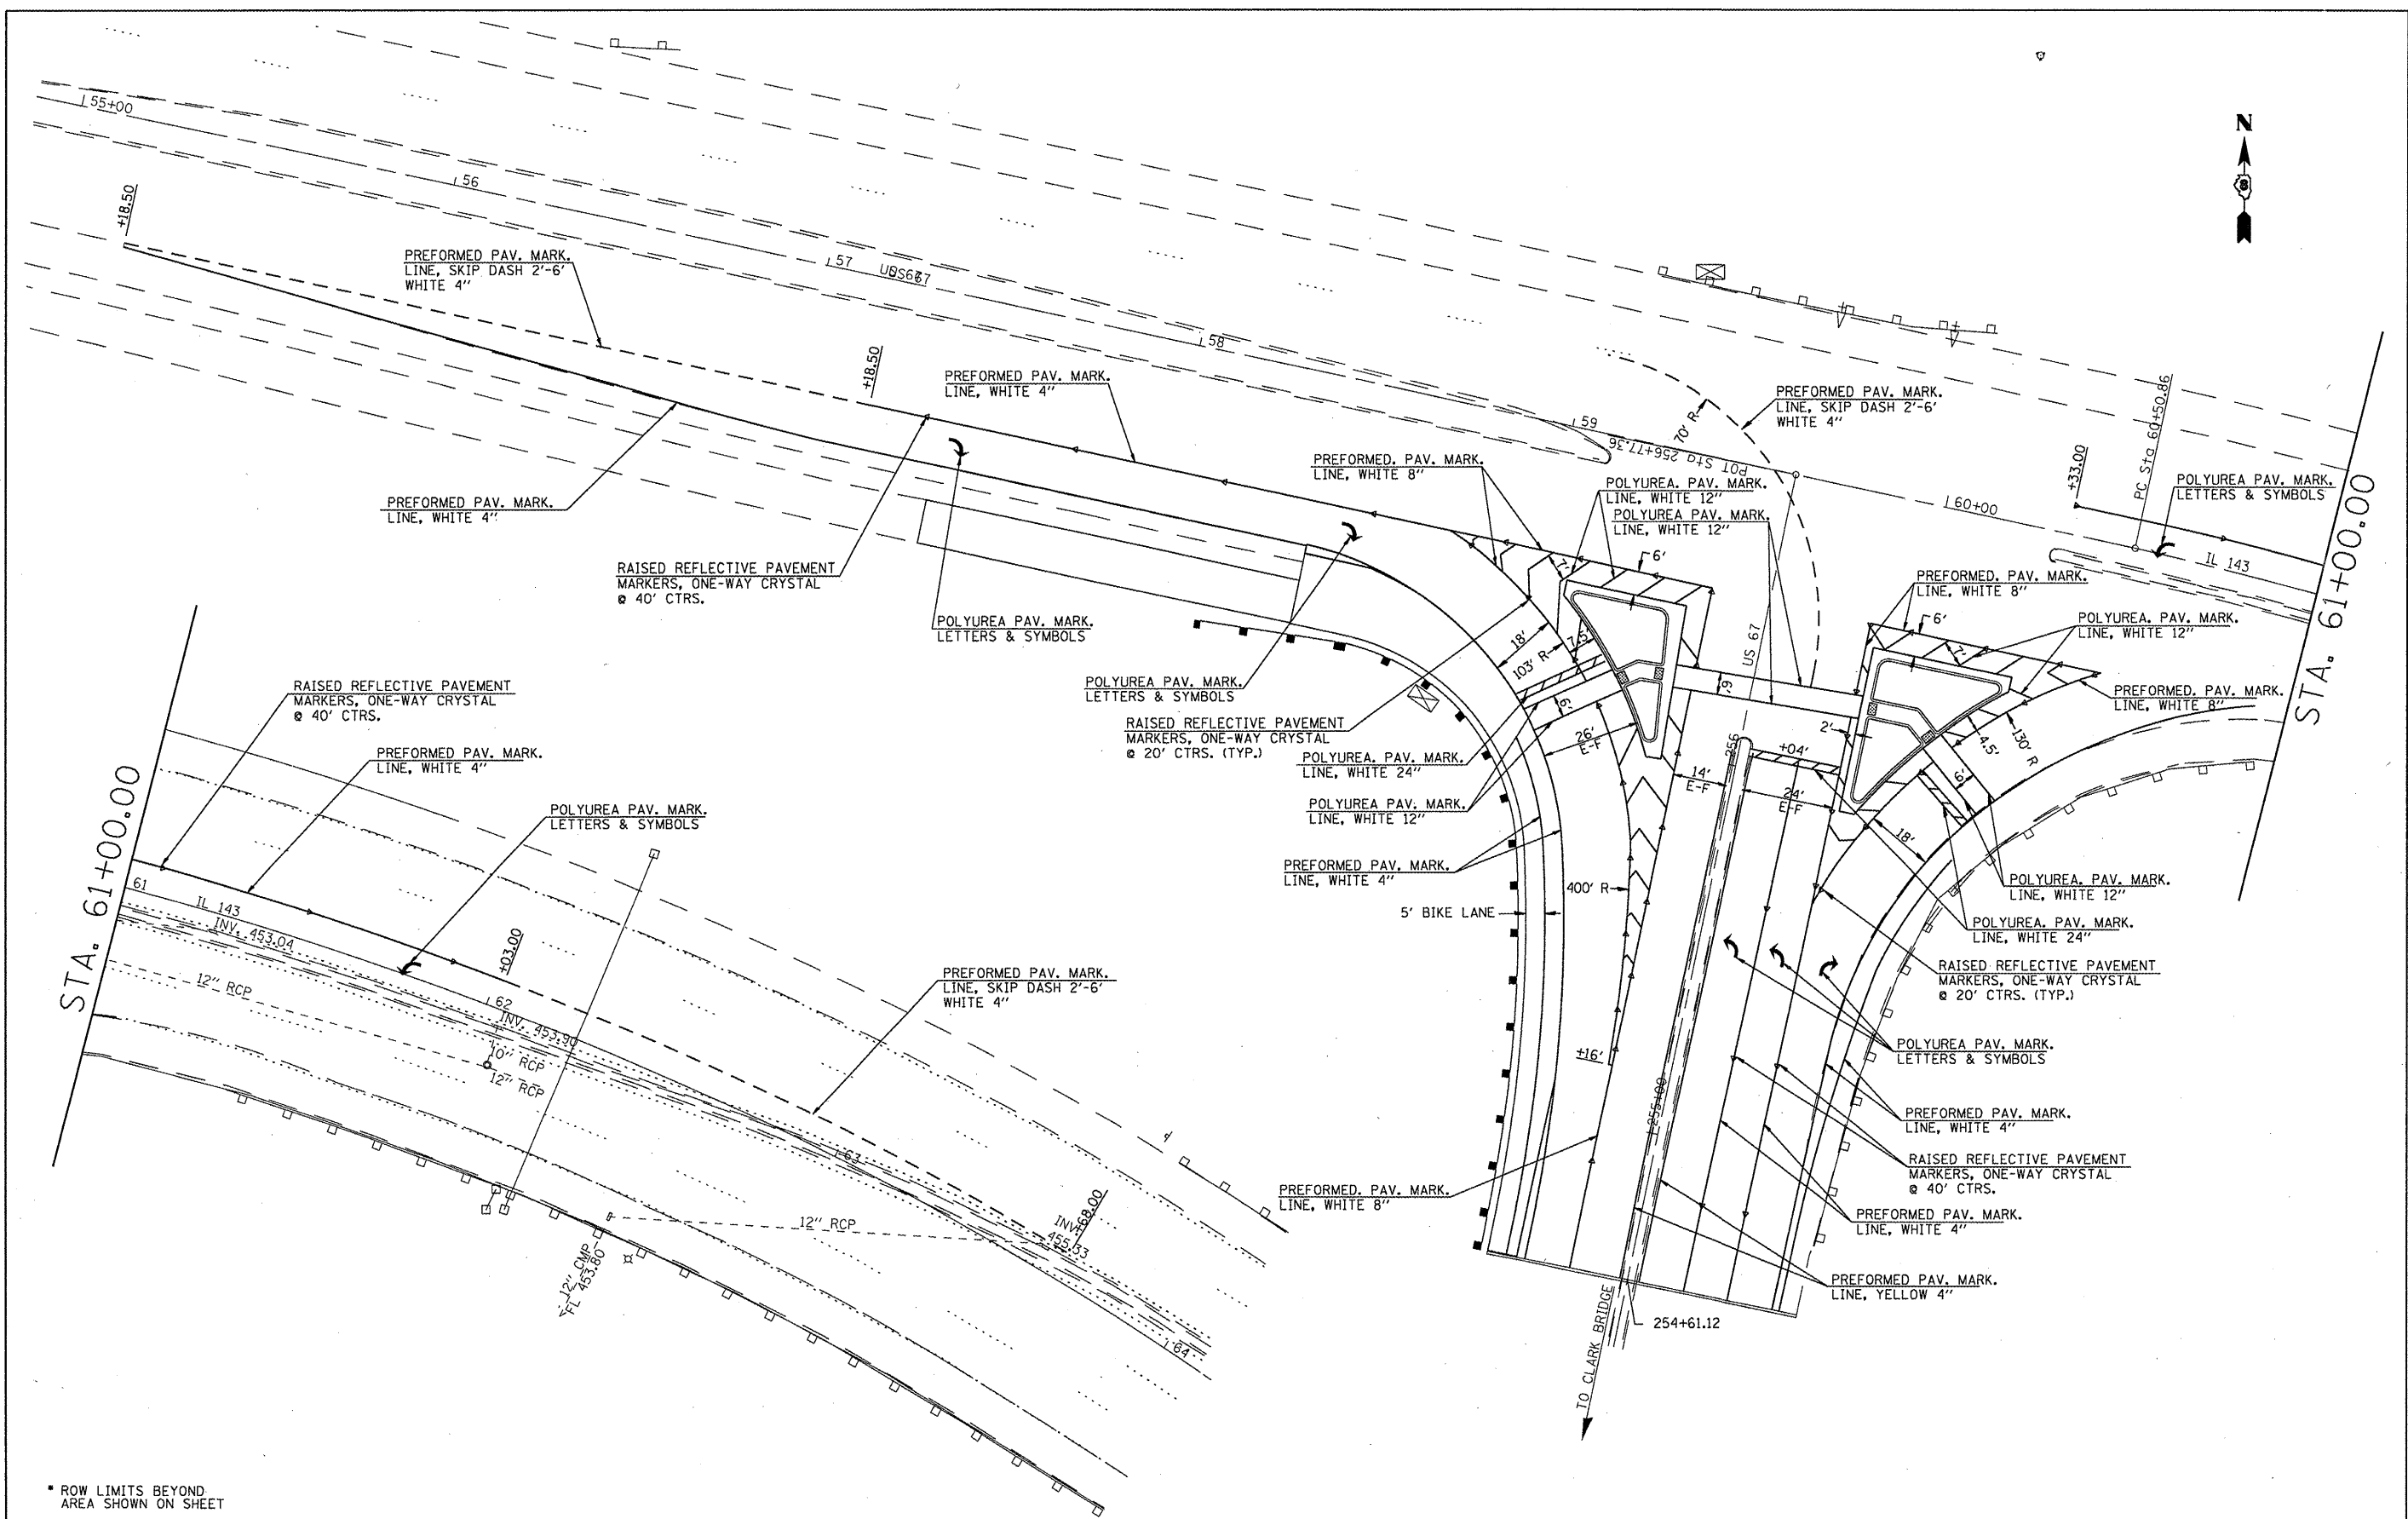 N
8
55+00
56
57
58
59
60+00
+18.50
+18.50
PREFORMED PAV. MARK.
LINE, SKIP DASH 2'-6'
WHITE 4"
PREFORMED PAV. MARK.
LINE, WHITE 4"
PREFORMED PAV. MARK.
LINE, WHITE 4"
RAISED REFLECTIVE PAVEMENT
MARKERS, ONE-WAY CRYSTAL
@ 40' CTRS.
POLYUREA PAV. MARK.
LETTERS & SYMBOLS
POLYUREA PAV. MARK.
LETTERS & SYMBOLS
RAISED REFLECTIVE PAVEMENT
MARKERS, ONE-WAY CRYSTAL
@ 20' CTRS. (TYP.)
PREFORMED. PAV. MARK.
LINE, WHITE 8"
POLYUREA. PAV. MARK.
LINE, WHITE 12"
POLYUREA PAV. MARK.
LINE, WHITE 12"
POT Sta 256+77.36
70' R
PREFORMED PAV. MARK.
LINE, SKIP DASH 2'-6'
WHITE 4"
+33.00
PC Sta 60+50.86
POLYUREA PAV. MARK.
LETTERS & SYMBOLS
IL 143
STA. 61+00.00
PREFORMED. PAV. MARK.
LINE, WHITE 8"
POLYUREA. PAV. MARK.
LINE, WHITE 12"
PREFORMED. PAV. MARK.
LINE, WHITE 8"
6'
7'
18'
103' R
7.5'
6'
26'
E-F
US 67
6'
14'
E-F
256
+04'
24'
E-F
2'
6'
7'
4.5'
130' R
6'
18'
POLYUREA. PAV. MARK.
LINE, WHITE 24"
POLYUREA PAV. MARK.
LINE, WHITE 12"
PREFORMED PAV. MARK.
LINE, WHITE 4"
400' R
5' BIKE LANE
+16'
255+00
PREFORMED. PAV. MARK.
LINE, WHITE 8"
POLYUREA. PAV. MARK.
LINE, WHITE 12"
POLYUREA. PAV. MARK.
LINE, WHITE 24"
RAISED REFLECTIVE PAVEMENT
MARKERS, ONE-WAY CRYSTAL
@ 20' CTRS. (TYP.)
POLYUREA PAV. MARK.
LETTERS & SYMBOLS
PREFORMED PAV. MARK.
LINE, WHITE 4"
RAISED REFLECTIVE PAVEMENT
MARKERS, ONE-WAY CRYSTAL
@ 40' CTRS.
PREFORMED PAV. MARK.
LINE, WHITE 4"
PREFORMED PAV. MARK.
LINE, YELLOW 4"
254+61.12
TO CLARK BRIDGE
STA. 61+00.00
RAISED REFLECTIVE PAVEMENT
MARKERS, ONE-WAY CRYSTAL
@ 40' CTRS.
PREFORMED PAV. MARK.
LINE, WHITE 4"
POLYUREA PAV. MARK.
LETTERS & SYMBOLS
61
IL 143
INV. 453.04
12" RCP
+03.00
62
INV. 453.90
10" RCP
12" RCP
PREFORMED PAV. MARK.
LINE, SKIP DASH 2'-6'
WHITE 4"
63
12" RCP
+68.00
INV.
455.33
64
12" CMP
FL 453.80
* ROW LIMITS BEYOND
AREA SHOWN ON SHEET